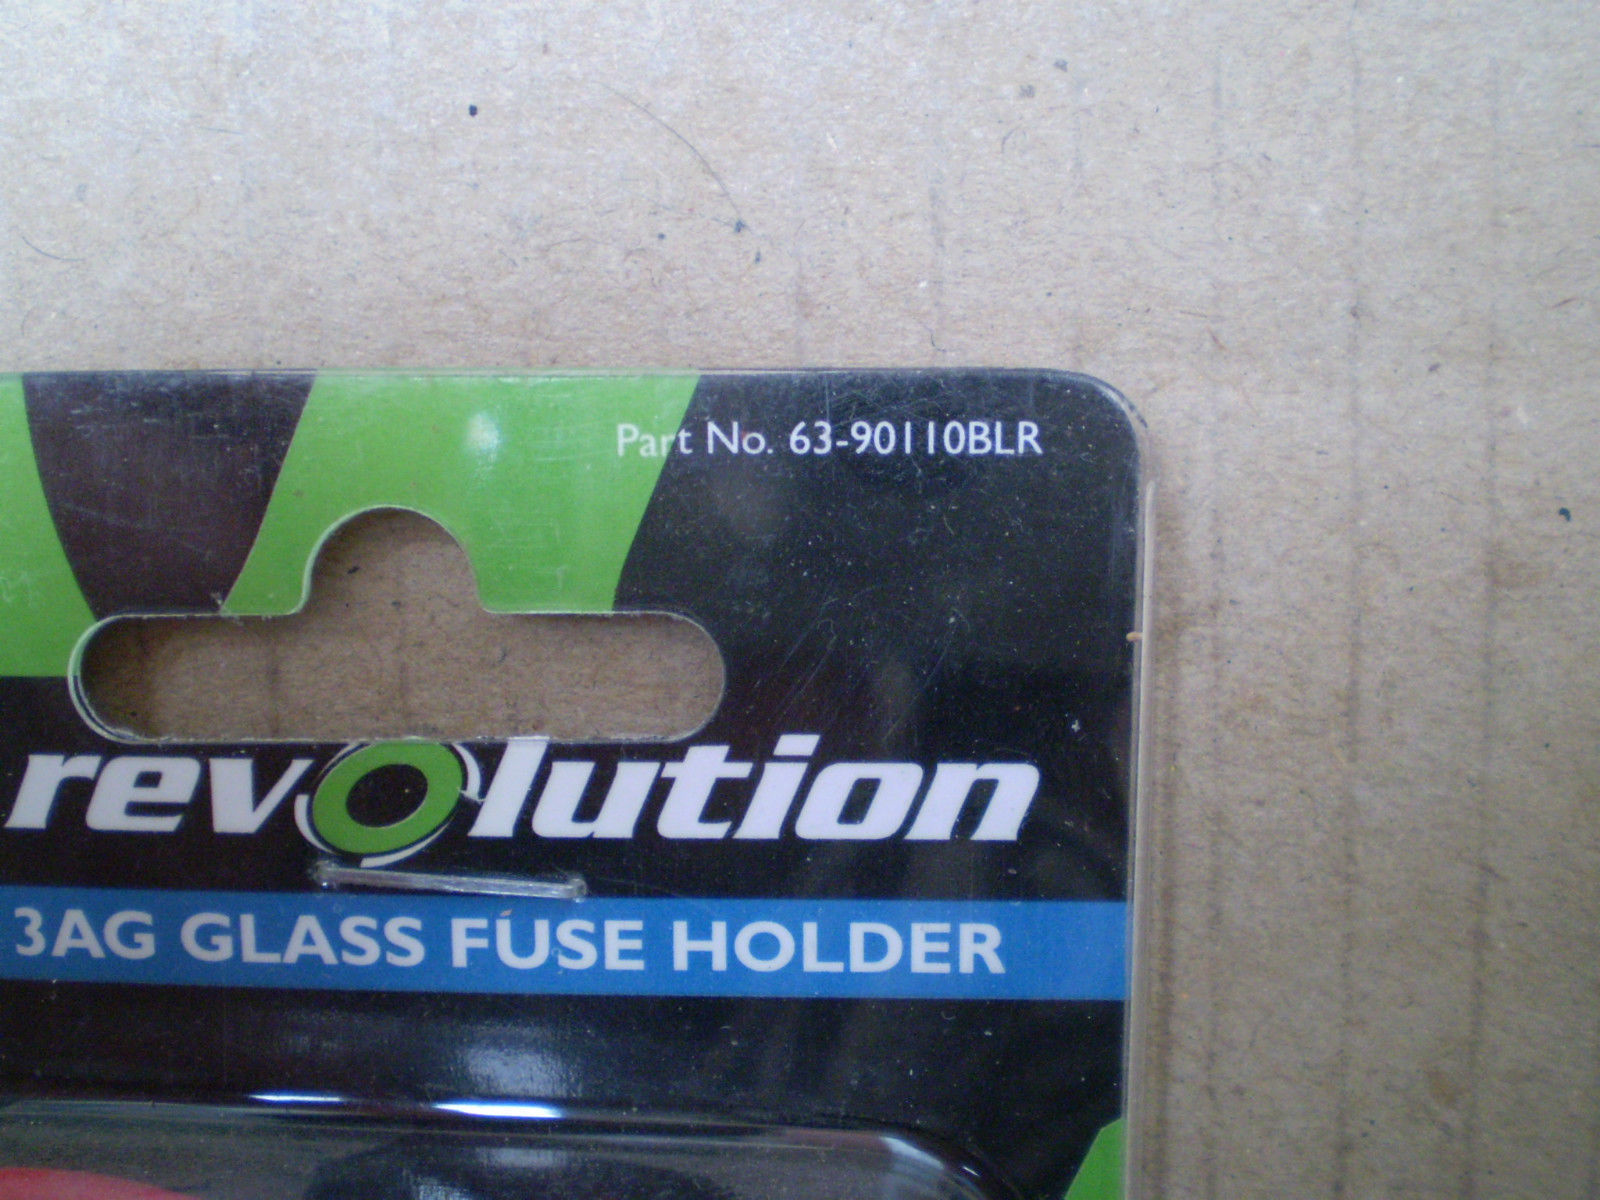 Part No. 63-90110BLR
revolution
3AG GLASS FUSE HOLDER